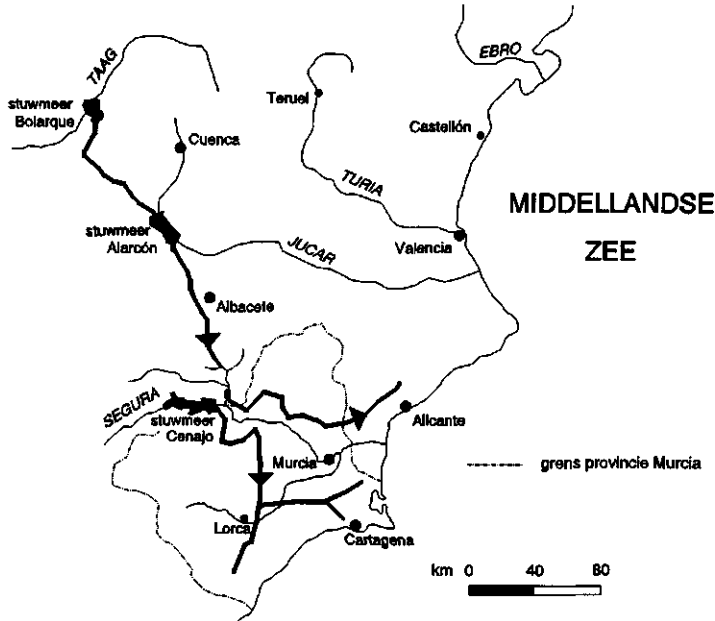 TAAG
EBRO
stuwmeer
Bolarque
Teruel
Castellón
Cuenca
TURIA
MIDDELLANDSE
ZEE
stuwmeer
Alarcón
JUCAR
Valencia
Albacete
SEGURA
stuwmeer
Cenajo
Alicante
Murcia
grens provincie Murcia
Lorca
Cartagena
km 0 40 80